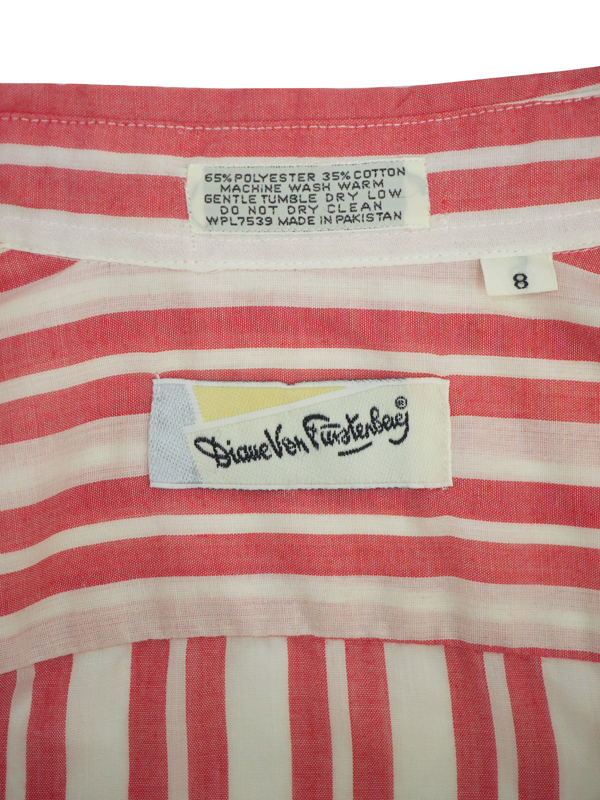 65% POLYESTER 35% COTTON
MACHINE WASH WARM
GENTLE TUMBLE DRY LOW
DO NOT DRY CLEAN
WPL7539 MADE IN PAKISTAN
8
Diane Von Fürstenberg®